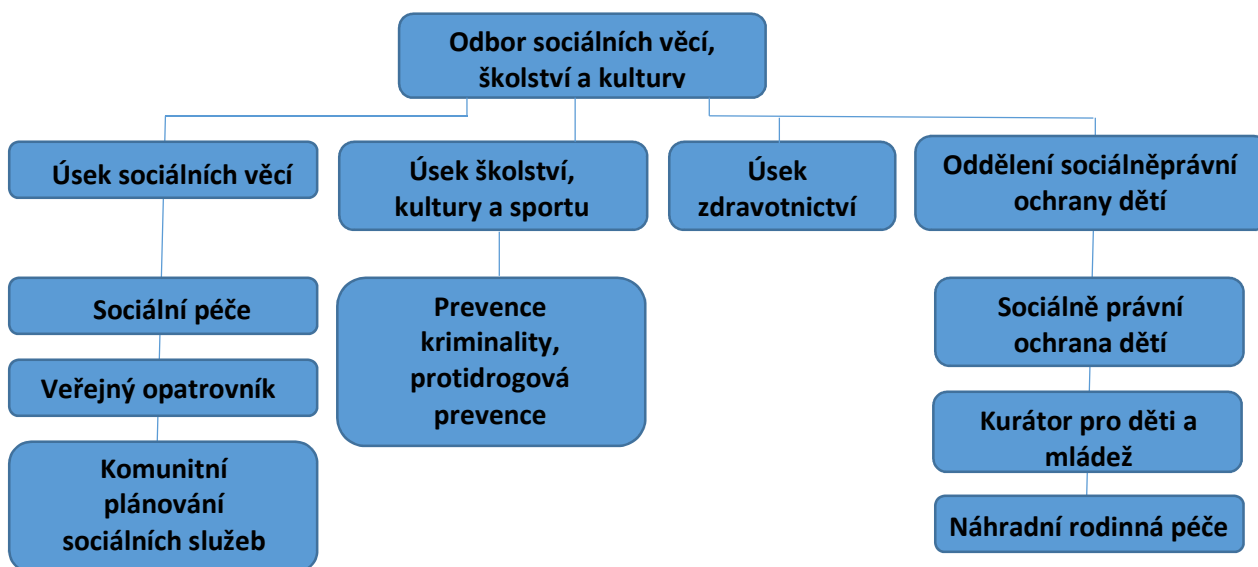 Odbor sociálních věcí,
školství a kultury
Úsek sociálních věcí
Úsek školství,
kultury a sportu
Úsek
zdravotnictví
Oddělení sociálněprávní
ochrany dětí
Sociální péče
Veřejný opatrovník
Komunitní
plánování
sociálních služeb
Prevence
kriminality,
protidrogová
prevence
Sociálně právní
ochrana dětí
Kurátor pro děti a
mládež
Náhradní rodinná péče